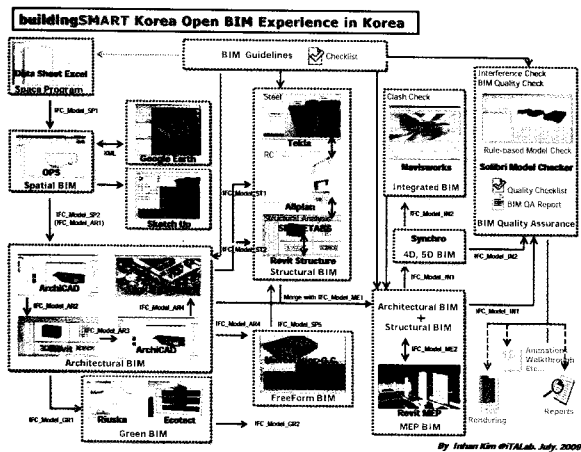 buildingSMART Korea Open BIM Experience in Korea
Data Sheet Excel
Space Program
BIM Guidelines
Checklist
IFC_Model_SP1
OPS
Spatial BIM
KML
Google Earth
Sketch Up
IFC_Model_SP2
(IFC_Model_AR1)
Steel
Tekla
RC
Allplan
Structural Analysis
Revit Structure
Structural BIM
IFC_Model_ST1
IFC_Model_ST2
Clash Check
Navisworks
Integrated BIM
IFC_Model_IN2
Synchro
4D, 5D BIM
IFC_Model_IN2
IFC_Model_IN1
Interference Check
BIM Quality Check
Rule-based Model Check
Solibri Model Checker
Quality Checklist
BIM QA Report
BIM Quality Assurance
ArchiCAD
IFC_Model_AR2
IFC_Model_AR4
IFC_Model_AR3
ArchiCAD
Architectural BIM
Merge with IFC_Model_ME1
IFC_Model_AR4
IFC_Model_SP5
FreeForm BIM
Architectural BIM
+
Structural BIM
IFC_Model_ME2
Revit MEP
MEP BIM
IFC_Model_IN1
Animation
Walkthrough
Etc...
Rendering
Reports
IFC_Model_GR1
Riuska
Ecotect
Green BIM
IFC_Model_GR2
By Inhan Kim @iTALab. July. 2009